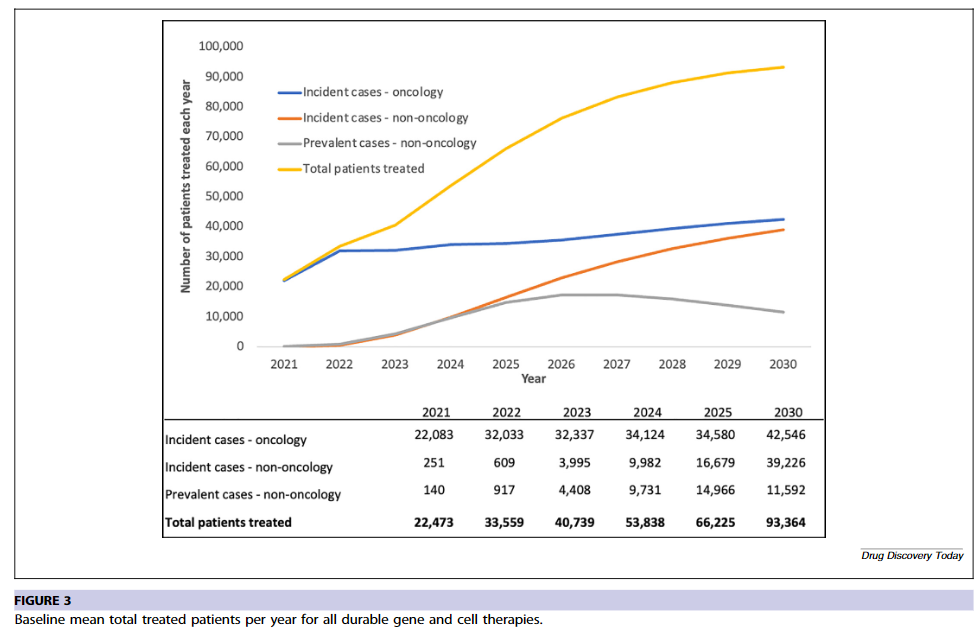 100,000
90,000
80,000
70,000
60,000
50,000
40,000
30,000
20,000
10,000
0
Number of patients treated each year
Incident cases - oncology
Incident cases - non-oncology
Prevalent cases - non-oncology
Total patients treated
2021 2022 2023 2024 2025 2026 2027 2028 2029 2030
Year
2021 2022 2023 2024 2025 2030
Incident cases - oncology 22,083 32,033 32,337 34,124 34,580 42,546
Incident cases - non-oncology 251 609 3,995 9,982 16,679 39,226
Prevalent cases - non-oncology 140 917 4,408 9,731 14,966 11,592
Total patients treated 22,473 33,559 40,739 53,838 66,225 93,364
Drug Discovery Today
FIGURE 3
Baseline mean total treated patients per year for all durable gene and cell therapies.